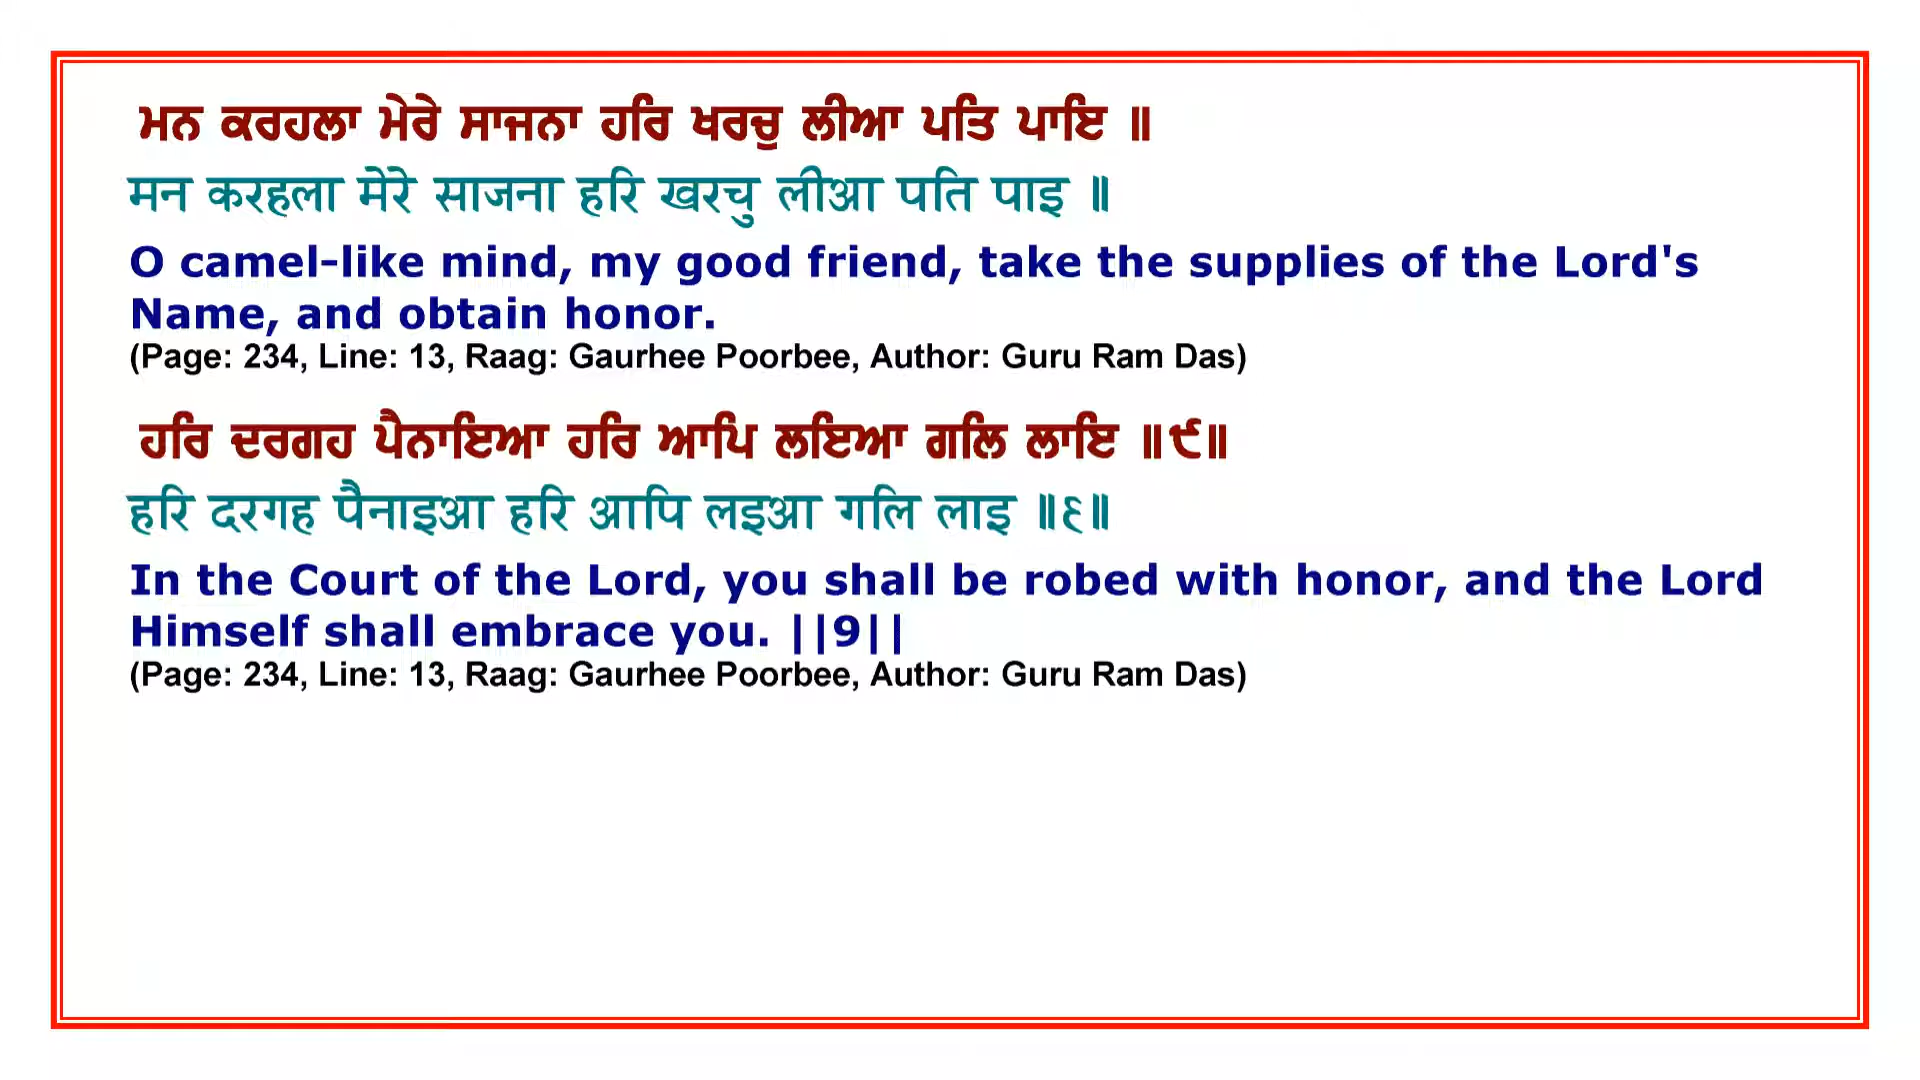 ਮਨ ਕਰਹਲਾ ਮੇਰੇ ਸਾਜਨਾ ਹਰਿ ਖਰਚੁ ਲੀਆ ਪਤਿ ਪਾਇ ॥
मन करहला मेरे साजना हरि खरचु लीआ पति पाइ ॥
O camel-like mind, my good friend, take the supplies of the Lord's
Name, and obtain honor.
(Page: 234, Line: 13, Raag: Gaurhee Poorbee, Author: Guru Ram Das)
ਹਰਿ ਦਰਗਹ ਪੈਨਾਇਆ ਹਰਿ ਆਪਿ ਲਇਆ ਗਲਿ ਲਾਇ ॥੯॥
हरि दरगह पैनाइआ हरि आपि लइआ गलि लाइ ॥९॥
In the Court of the Lord, you shall be robed with honor, and the Lord
Himself shall embrace you. ||9||
(Page: 234, Line: 13, Raag: Gaurhee Poorbee, Author: Guru Ram Das)